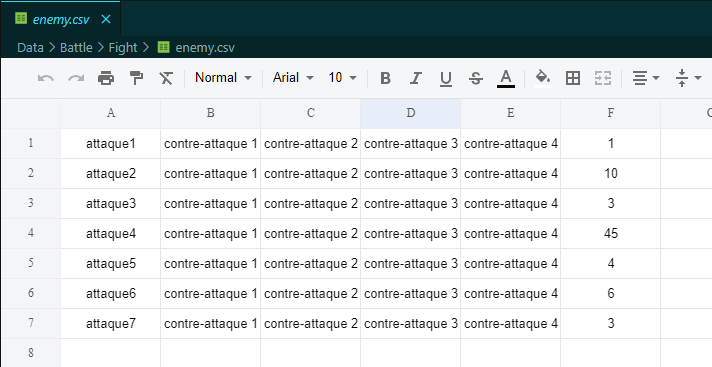 enemy.csv ×
Data > Battle > Fight > enemy.csv
Normal Arial 10 B I U S A
A B C D E F
1 attaque1 contre-attaque 1 contre-attaque 2 contre-attaque 3 contre-attaque 4 1
2 attaque2 contre-attaque 1 contre-attaque 2 contre-attaque 3 contre-attaque 4 10
3 attaque3 contre-attaque 1 contre-attaque 2 contre-attaque 3 contre-attaque 4 3
4 attaque4 contre-attaque 1 contre-attaque 2 contre-attaque 3 contre-attaque 4 45
5 attaque5 contre-attaque 1 contre-attaque 2 contre-attaque 3 contre-attaque 4 4
6 attaque6 contre-attaque 1 contre-attaque 2 contre-attaque 3 contre-attaque 4 6
7 attaque7 contre-attaque 1 contre-attaque 2 contre-attaque 3 contre-attaque 4 3
8